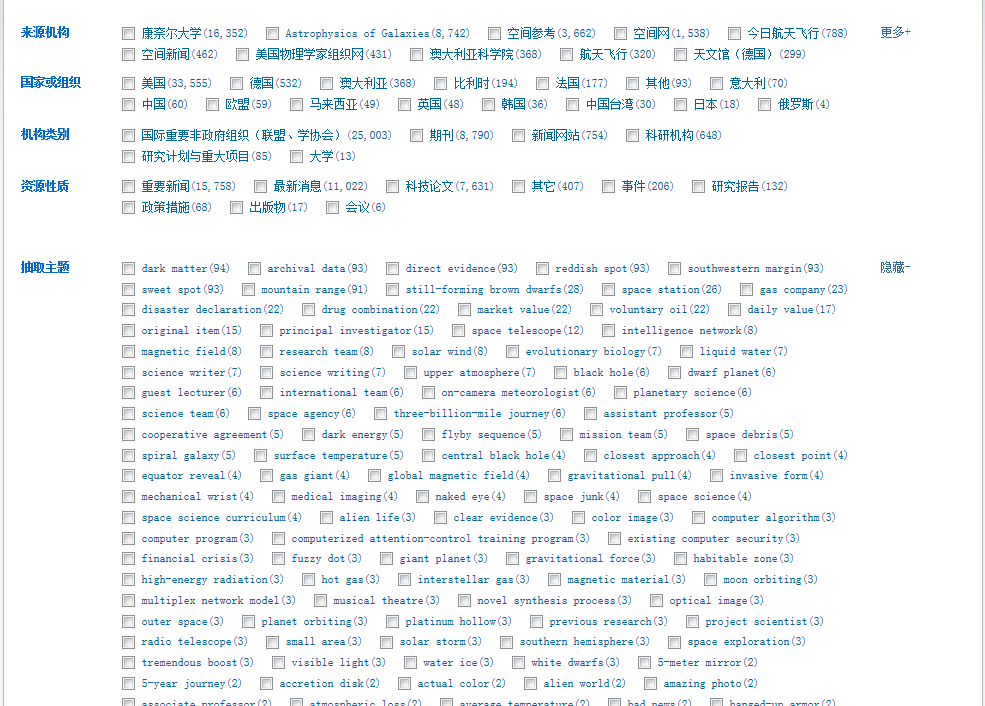 来源机构 康奈尔大学(16,352) Astrophysics of Galaxies(8,742) 空间参考(3,662) 空间网(1,538) 今日航天飞行(788) 更多+
空间新闻(462) 美国物理学家组织网(431) 澳大利亚科学院(368) 航天飞行(320) 天文馆（德国）(299)
国家或组织 美国(33,555) 德国(532) 澳大利亚(368) 比利时(194) 法国(177) 其他(93) 意大利(70)
中国(60) 欧盟(59) 马来西亚(49) 英国(48) 韩国(36) 中国台湾(30) 日本(18) 俄罗斯(4)
机构类别 国际重要非政府组织（联盟、学协会）(25,003) 期刊(8,790) 新闻网站(754) 科研机构(648)
研究计划与重大项目(85) 大学(13)
资源性质 重要新闻(15,758) 最新消息(11,022) 科技论文(7,631) 其它(407) 事件(206) 研究报告(132)
政策措施(68) 出版物(17) 会议(6)
抽取主题 dark matter(94) archival data(93) direct evidence(93) reddish spot(93) southwestern margin(93) 隐藏-
sweet spot(93) mountain range(91) still-forming brown dwarfs(28) space station(26) gas company(23)
disaster declaration(22) drug combination(22) market value(22) voluntary oil(22) daily value(17)
original item(15) principal investigator(15) space telescope(12) intelligence network(8)
magnetic field(8) research team(8) solar wind(8) evolutionary biology(7) liquid water(7)
science writer(7) science writing(7) upper atmosphere(7) black hole(6) dwarf planet(6)
guest lecturer(6) international team(6) on-camera meteorologist(6) planetary science(6)
science team(6) space agency(6) three-billion-mile journey(6) assistant professor(5)
cooperative agreement(5) dark energy(5) flyby sequence(5) mission team(5) space debris(5)
spiral galaxy(5) surface temperature(5) central black hole(4) closest approach(4) closest point(4)
equator reveal(4) gas giant(4) global magnetic field(4) gravitational pull(4) invasive form(4)
mechanical wrist(4) medical imaging(4) naked eye(4) space junk(4) space science(4)
space science curriculum(4) alien life(3) clear evidence(3) color image(3) computer algorithm(3)
computer program(3) computerized attention-control training program(3) existing computer security(3)
financial crisis(3) fuzzy dot(3) giant planet(3) gravitational force(3) habitable zone(3)
high-energy radiation(3) hot gas(3) interstellar gas(3) magnetic material(3) moon orbiting(3)
multiplex network model(3) musical theatre(3) novel synthesis process(3) optical image(3)
outer space(3) planet orbiting(3) platinum hollow(3) previous research(3) project scientist(3)
radio telescope(3) small area(3) solar storm(3) southern hemisphere(3) space exploration(3)
tremendous boost(3) visible light(3) water ice(3) white dwarfs(3) 5-meter mirror(2)
5-year journey(2) accretion disk(2) actual color(2) alien world(2) amazing photo(2)
associate professor(2) atmospheric loss(2) average temperature(2) bad news(2) banged-up armor(2)